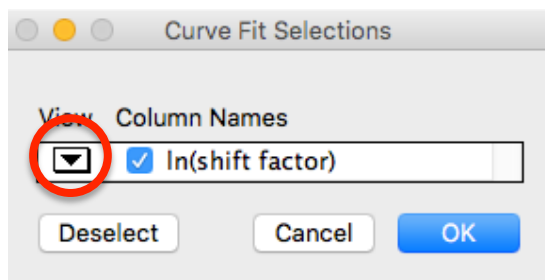 Curve Fit Selections
View Column Names
ln(shift factor)
Deselect Cancel OK